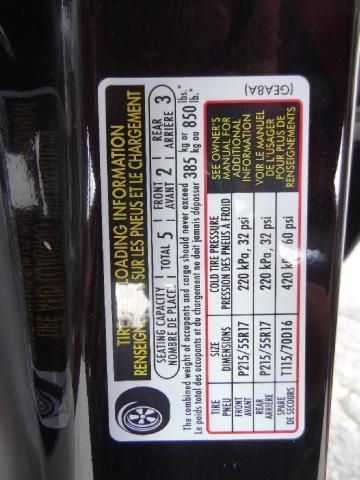 TIRE AND LOADING INFORMATION
RENSEIGNEMENTS SUR LES PNEUS ET LE CHARGEMENT
SEATING CAPACITY
NOMBRE DE PLACES
TOTAL 5
FRONT
AVANT 2
REAR
ARRIÈRE 3
The combined weight of occupants and cargo should never exceed
Le poids total des occupants et du chargement ne doit jamais dépasser
385 kg or
kg ou
850 lbs.
lb.
TIRE
PNEU
SIZE
DIMENSIONS
COLD TIRE PRESSURE
PRESSION DES PNEUS À FROID
FRONT
AVANT
P215/55R17
220 kPa, 32 psi
REAR
ARRIÈRE
P215/55R17
220 kPa, 32 psi
SPARE
DE SECOURS
T115/70D16
420 kPa, 60 psi
SEE OWNER'S
MANUAL FOR
ADDITIONAL
INFORMATION
VOIR LE MANUEL
DE L'USAGER
POUR PLUS DE
RENSEIGNEMENTS
(GEA8A)